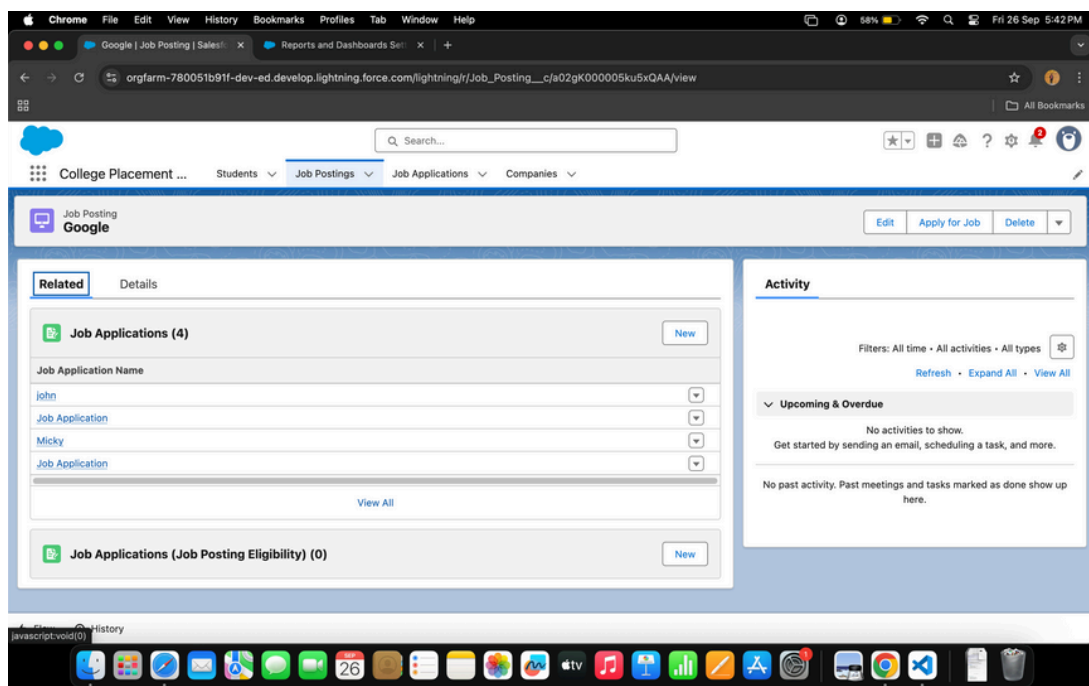 Chrome File Edit View History Bookmarks Profiles Tab Window Help 58% Fri 26 Sep 5:42 PM
Google | Job Posting | Salesf Reports and Dashboards Set
orgfarm-780051b91f-dev-ed.develop.lightning.force.com/lightning/r/Job_Posting__c/a02gK000005ku5xQAA/view
All Bookmarks
Search...
2
College Placement ... Students Job Postings Job Applications Companies
Job Posting
Google
Edit Apply for Job Delete
Related Details
Job Applications (4)
New
Job Application Name
john
Job Application
Micky
Job Application
View All
Job Applications (Job Posting Eligibility) (0)
New
Activity
Filters: All time • All activities • All types
Refresh • Expand All • View All
Upcoming & Overdue
No activities to show.
Get started by sending an email, scheduling a task, and more.
No past activity. Past meetings and tasks marked as done show up
here.
History
javascript:void(0)
SEP
26
tv
1